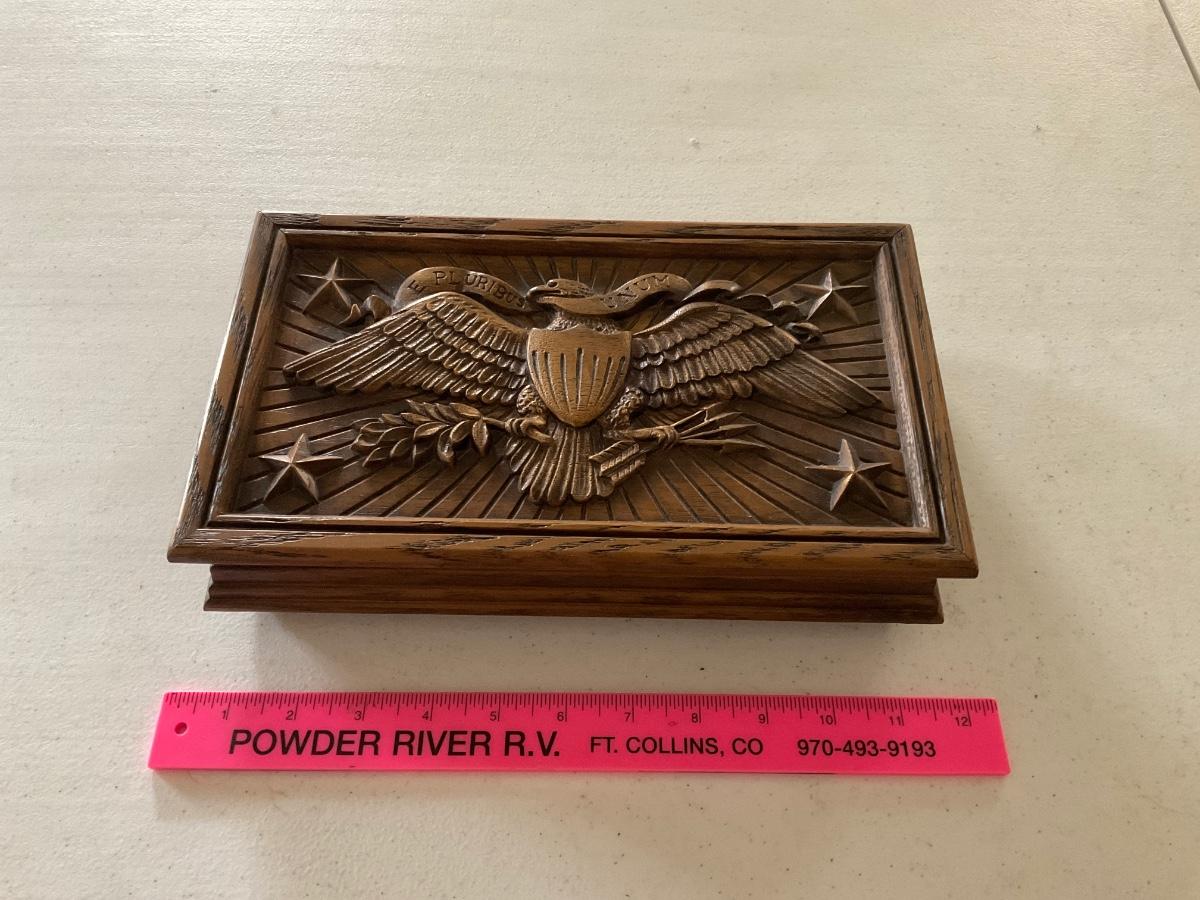 E PLURIBUS UNUM
1 2 3 4 5 6 7 8 9 10 11 12
POWDER RIVER R.V. FT. COLLINS, CO 970-493-9193